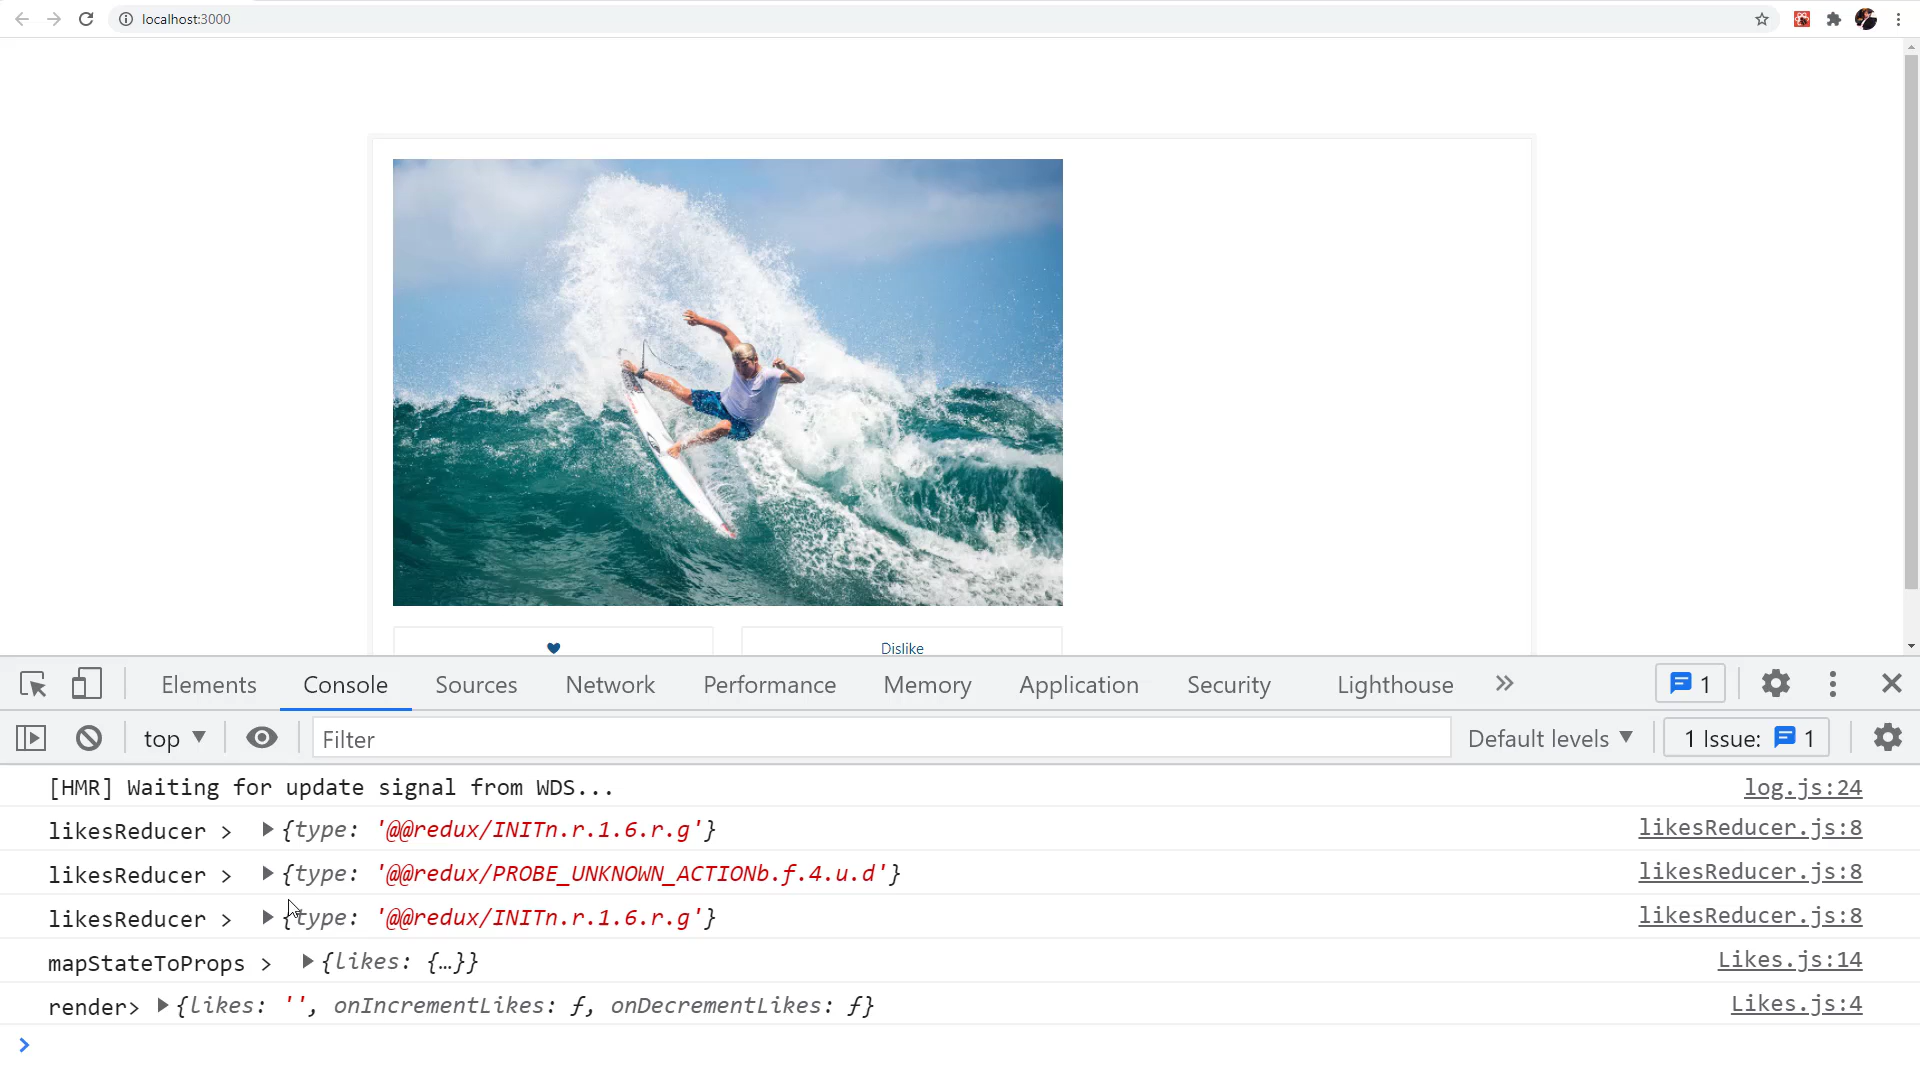 localhost:3000
Dislike
Elements Console Sources Network Performance Memory Application Security Lighthouse 1
top Filter Default levels 1 Issue: 1
[HMR] Waiting for update signal from WDS... log.js:24
likesReducer > {type: '@@redux/INITn.r.1.6.r.g'} likesReducer.js:8
likesReducer > {type: '@@redux/PROBE_UNKNOWN_ACTIONb.f.4.u.d'} likesReducer.js:8
likesReducer > {type: '@@redux/INITn.r.1.6.r.g'} likesReducer.js:8
mapStateToProps > {likes: {…}} Likes.js:14
render> {likes: '', onIncrementLikes: ƒ, onDecrementLikes: ƒ} Likes.js:4